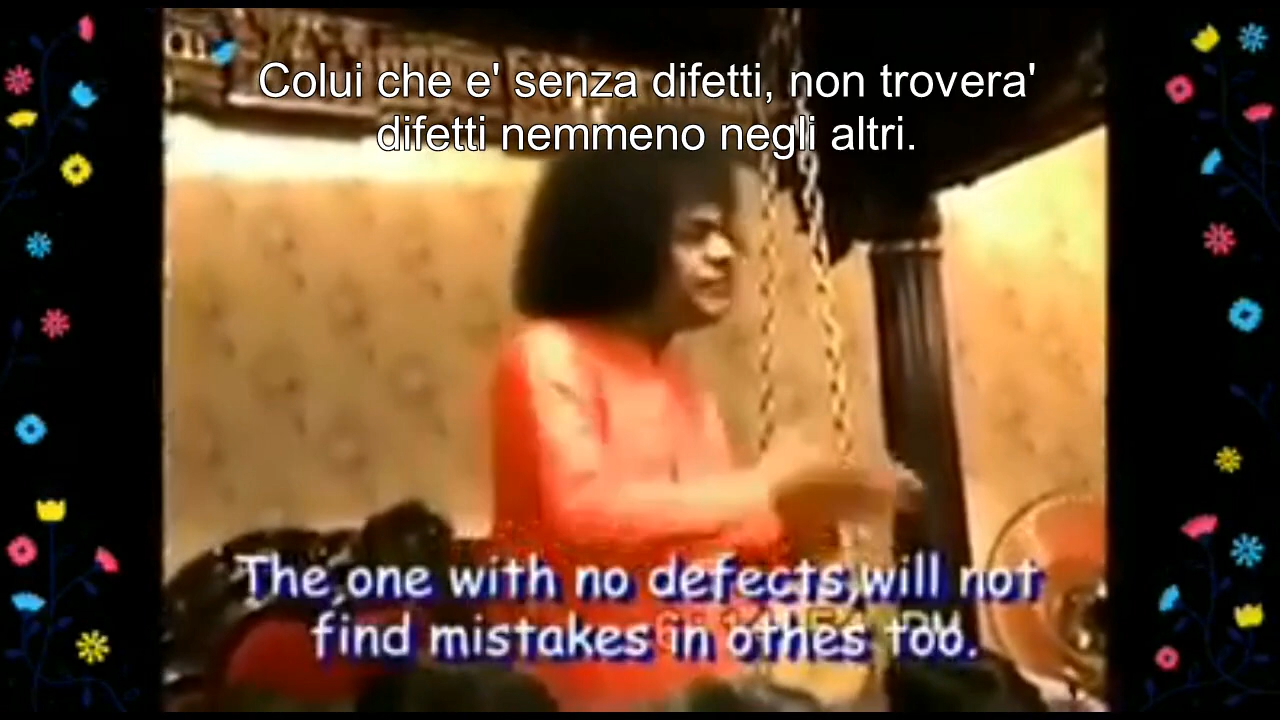 Colui che e' senza difetti, non trovera'
difetti nemmeno negli altri.
The,one with no defects,will not
find mistakes in othes too.